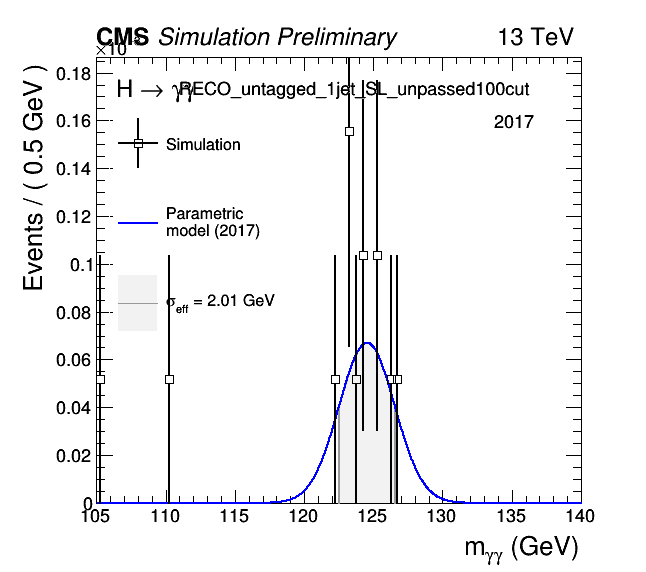 CMS Simulation Preliminary 13 TeV
×10
H → γγ RECO_untagged_1jet_SL_unpassed100cut
2017
Simulation
Parametric
model (2017)
σeff = 2.01 GeV
Events / ( 0.5 GeV )
0.18
0.16
0.14
0.12
0.1
0.08
0.06
0.04
0.02
0
105 110 115 120 125 130 135 140
mγγ (GeV)